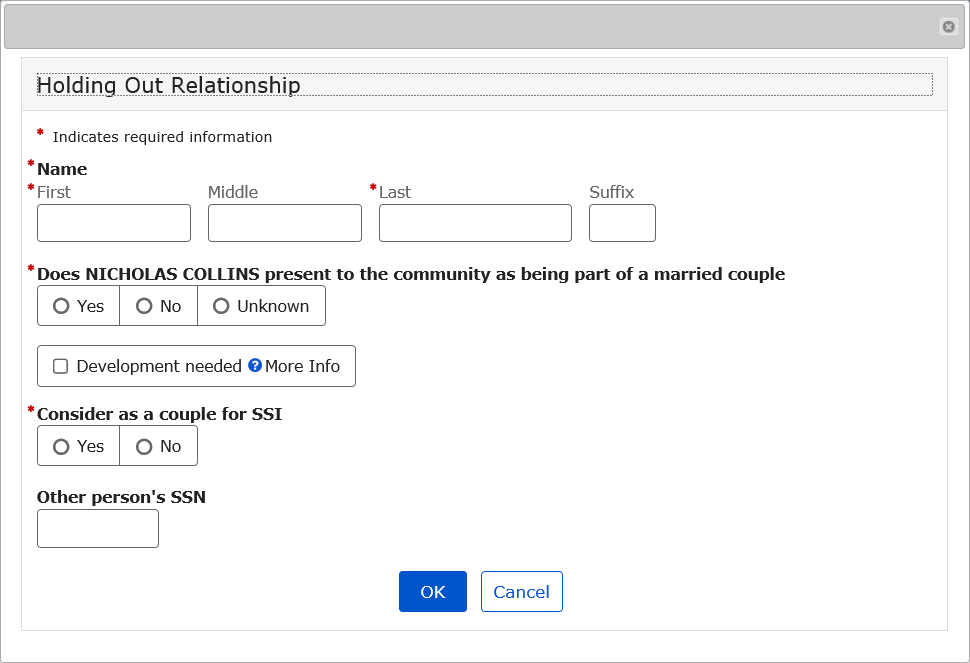 Holding Out Relationship
* Indicates required information
*Name
*First Middle *Last Suffix
*Does NICHOLAS COLLINS present to the community as being part of a married couple
Yes No Unknown
Development needed ? More Info
*Consider as a couple for SSI
Yes No
Other person's SSN
OK Cancel